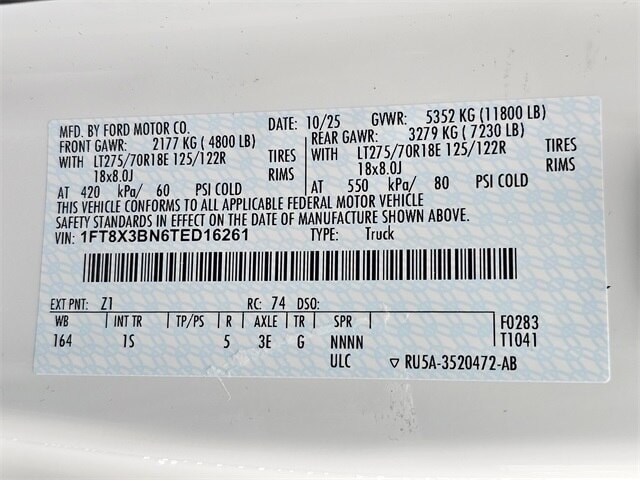 MFD. BY FORD MOTOR CO. DATE: 10/25 GVWR: 5352 KG (11800 LB)
FRONT GAWR: 2177 KG (4800 LB) REAR GAWR: 3279 KG (7230 LB)
WITH LT275/70R18E 125/122R TIRES WITH LT275/70R18E 125/122R TIRES
18x8.0J RIMS 18x8.0J RIMS
AT 420 kPa/ 60 PSI COLD AT 550 kPa/ 80 PSI COLD
THIS VEHICLE CONFORMS TO ALL APPLICABLE FEDERAL MOTOR VEHICLE
SAFETY STANDARDS IN EFFECT ON THE DATE OF MANUFACTURE SHOWN ABOVE.
VIN: 1FT8X3BN6TED16261 TYPE: Truck
EXT PNT: Z1 RC: 74 DSO:
WB INT TR TP/PS R AXLE TR SPR F0283
164 1S 5 3E G NNNN T1041
ULC ▽ RU5A-3520472-AB